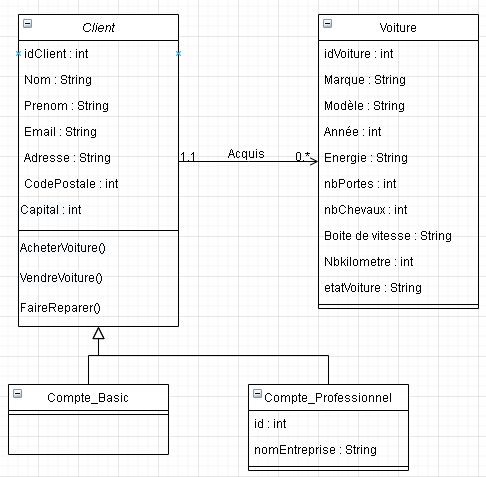 Client
idClient : int
Nom : String
Prenom : String
Email : String
Adresse : String
CodePostale : int
Capital : int
AcheterVoiture()
VendreVoiture()
FaireReparer()
1.1
Acquis
0.*
Voiture
idVoiture : int
Marque : String
Modèle : String
Année : int
Energie : String
nbPortes : int
nbChevaux : int
Boite de vitesse : String
Nbkilometre : int
etatVoiture : String
Compte_Basic
Compte_Professionnel
id : int
nomEntreprise : String